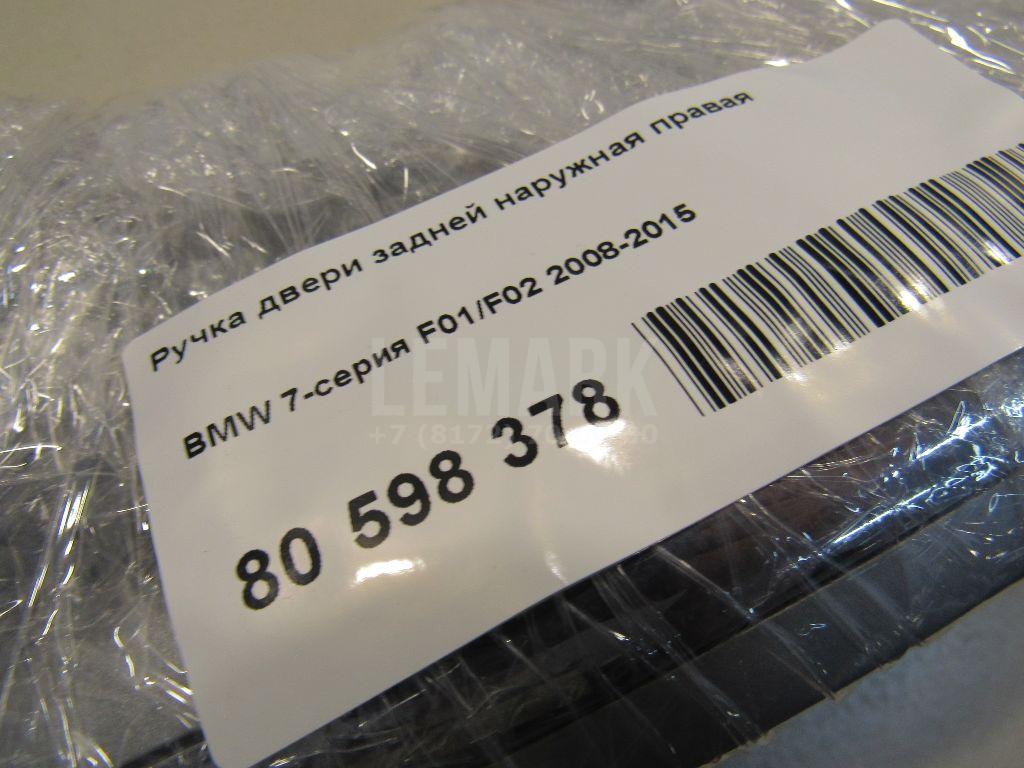 Ручка двери задней наружная правая
BMW 7-серия F01/F02 2008-2015
LEMARK
80 598 378